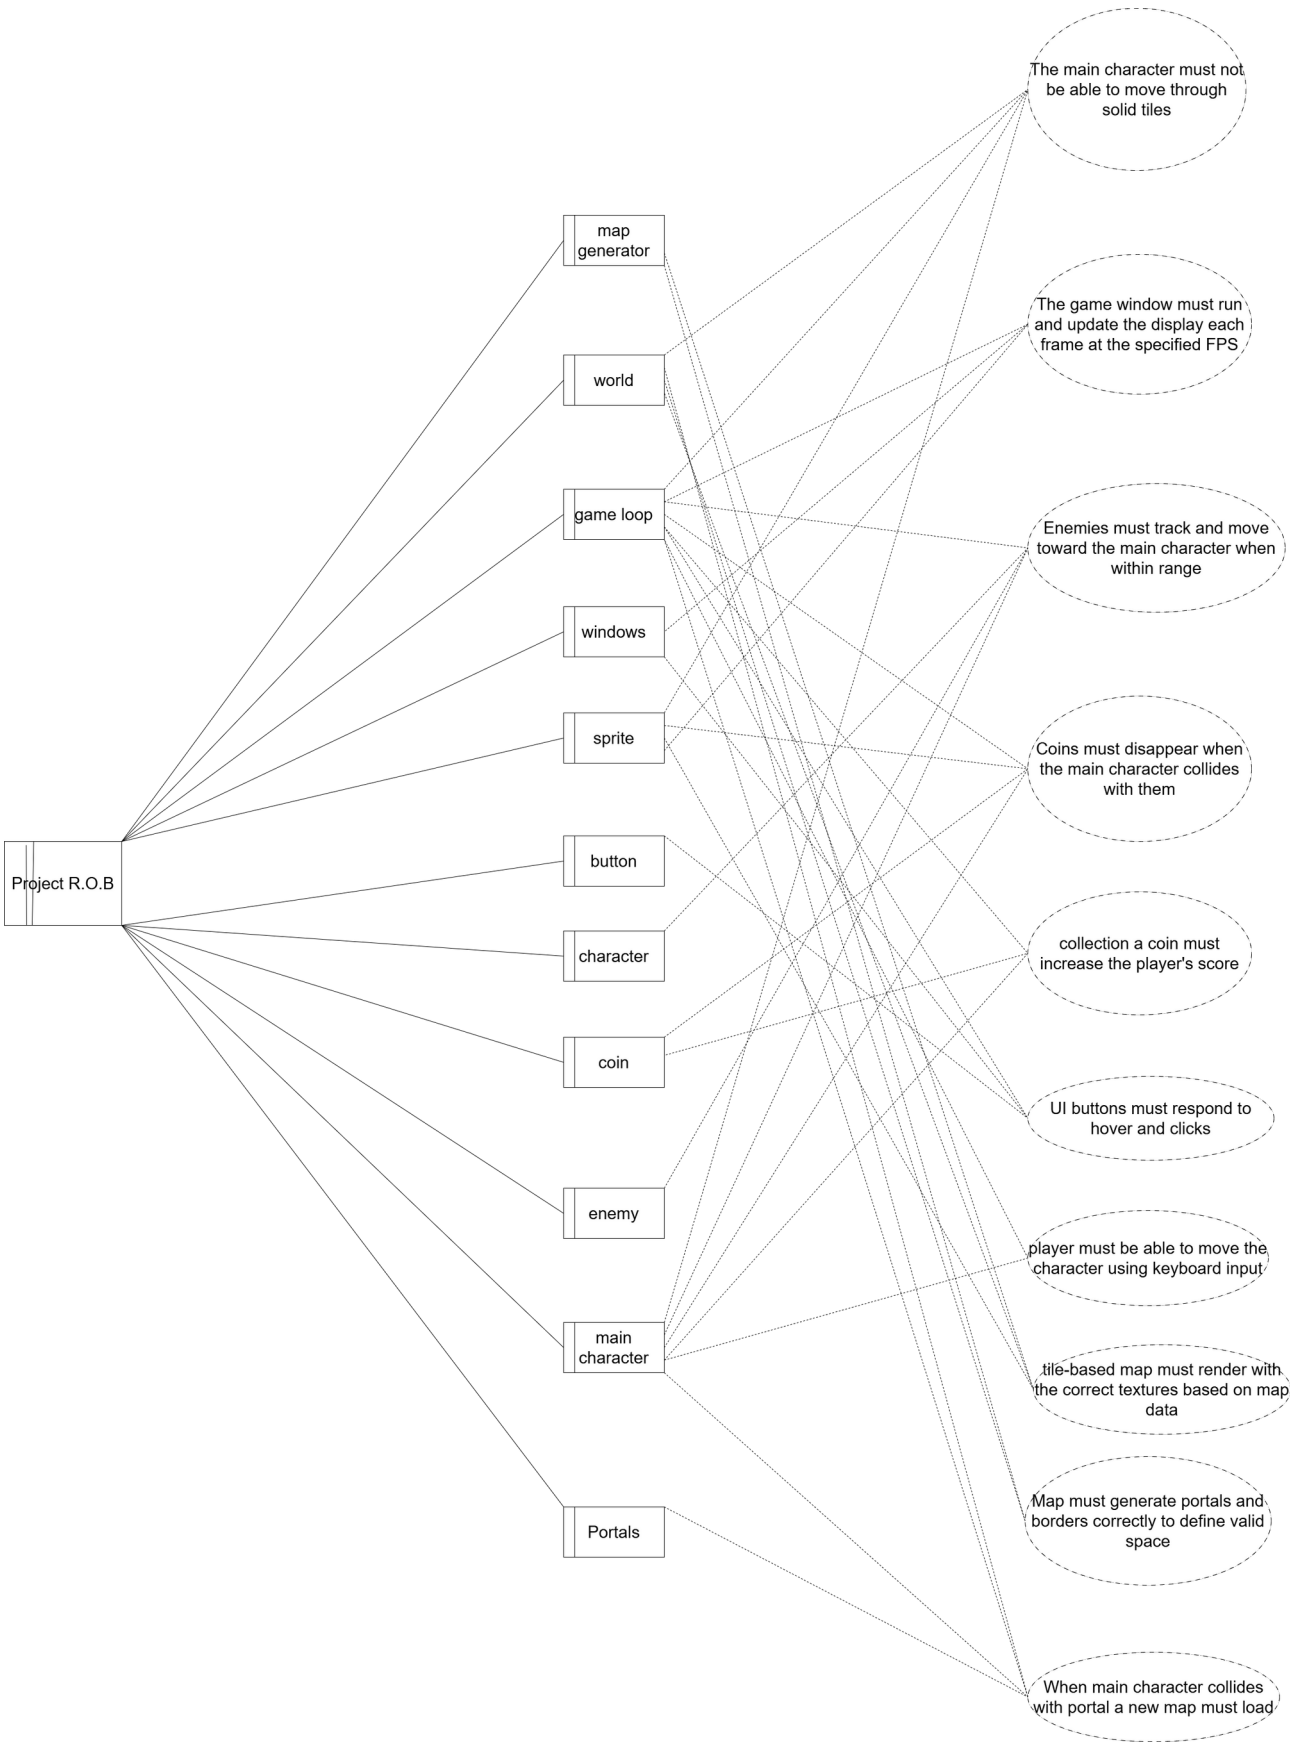 Project R.O.B
map
generator
world
game loop
windows
sprite
button
character
coin
enemy
main
character
Portals
The main character must not
be able to move through
solid tiles
The game window must run
and update the display each
frame at the specified FPS
Enemies must track and move
toward the main character when
within range
Coins must disappear when
the main character collides
with them
collection a coin must
increase the player's score
UI buttons must respond to
hover and clicks
player must be able to move the
character using keyboard input
tile-based map must render with
the correct textures based on map
data
Map must generate portals and
borders correctly to define valid
space
When main character collides
with portal a new map must load